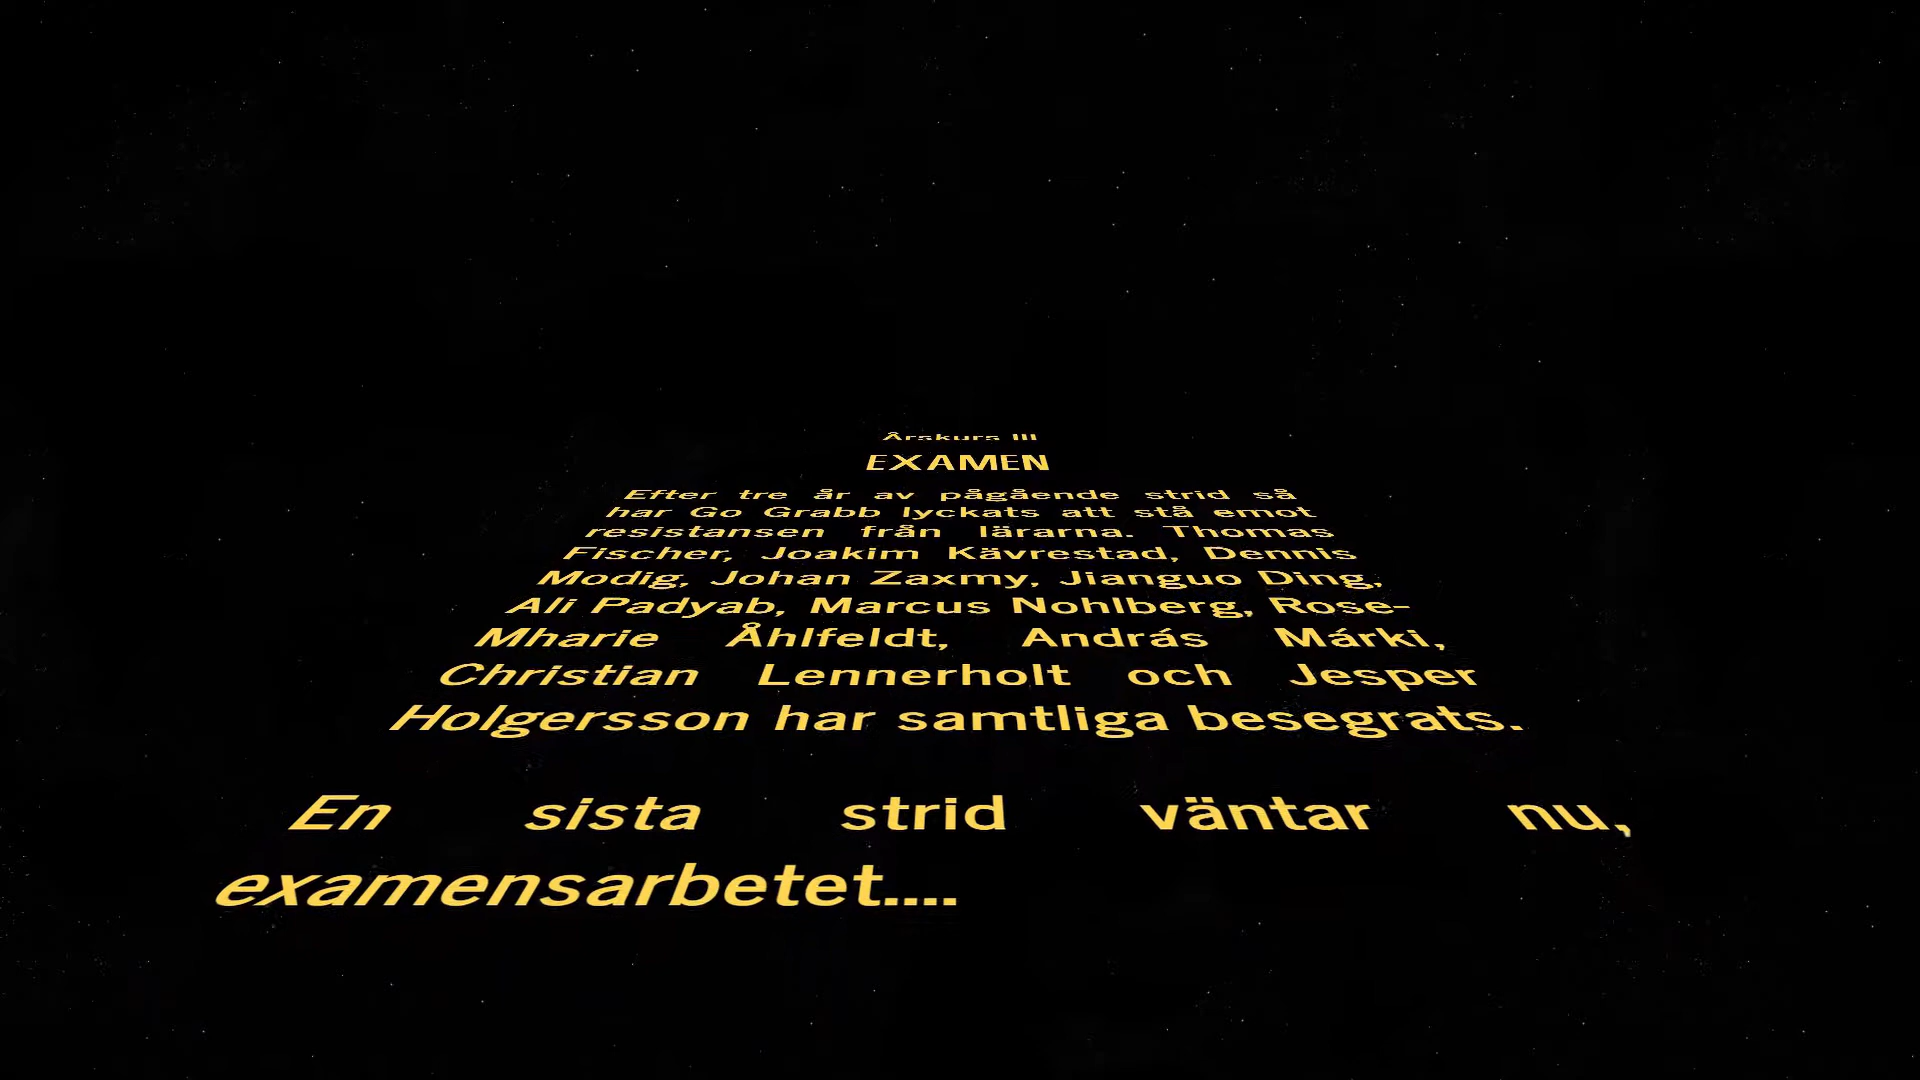 Årskurs III
EXAMEN
Efter tre år av pågående strid så
har Go Grabb lyckats att stå emot
resistansen från lärarna. Thomas
Fischer, Joakim Kävrestad, Dennis
Modig, Johan Zaxmy, Jianguo Ding,
Ali Padyab, Marcus Nohlberg, Rose-
Mharie Åhlfeldt, András Márki,
Christian Lennerholt och Jesper
Holgersson har samtliga besegrats.
En sista strid väntar nu,
examensarbetet....